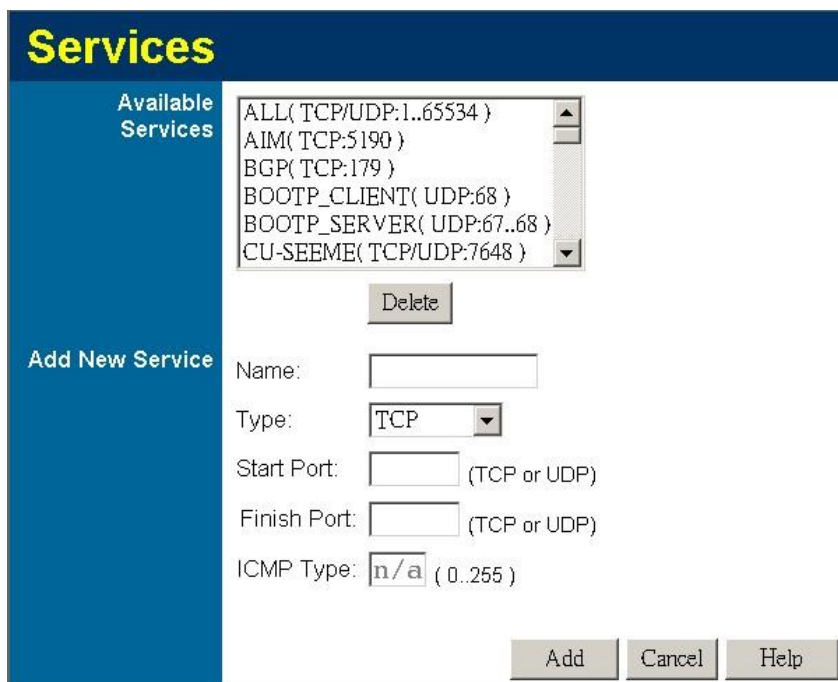 Services
Available Services
ALL( TCP/UDP:1..65534 )
AIM( TCP:5190 )
BGP( TCP:179 )
BOOTP_CLIENT( UDP:68 )
BOOTP_SERVER( UDP:67..68 )
CU-SEEME( TCP/UDP:7648 )
Delete
Add New Service
Name:
Type: TCP
Start Port: (TCP or UDP)
Finish Port: (TCP or UDP)
ICMP Type: n/a ( 0..255 )
Add Cancel Help